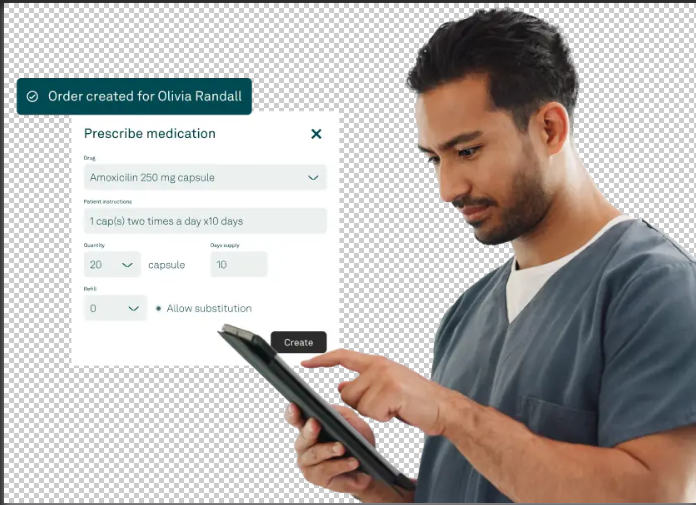 Order created for Olivia Randall
Prescribe medication
Drug
Amoxicilin 250 mg capsule
Patient instructions
1 cap(s) two times a day x10 days
Quantity
Days supply
20 capsule
10
Refill
0
Allow substitution
Create